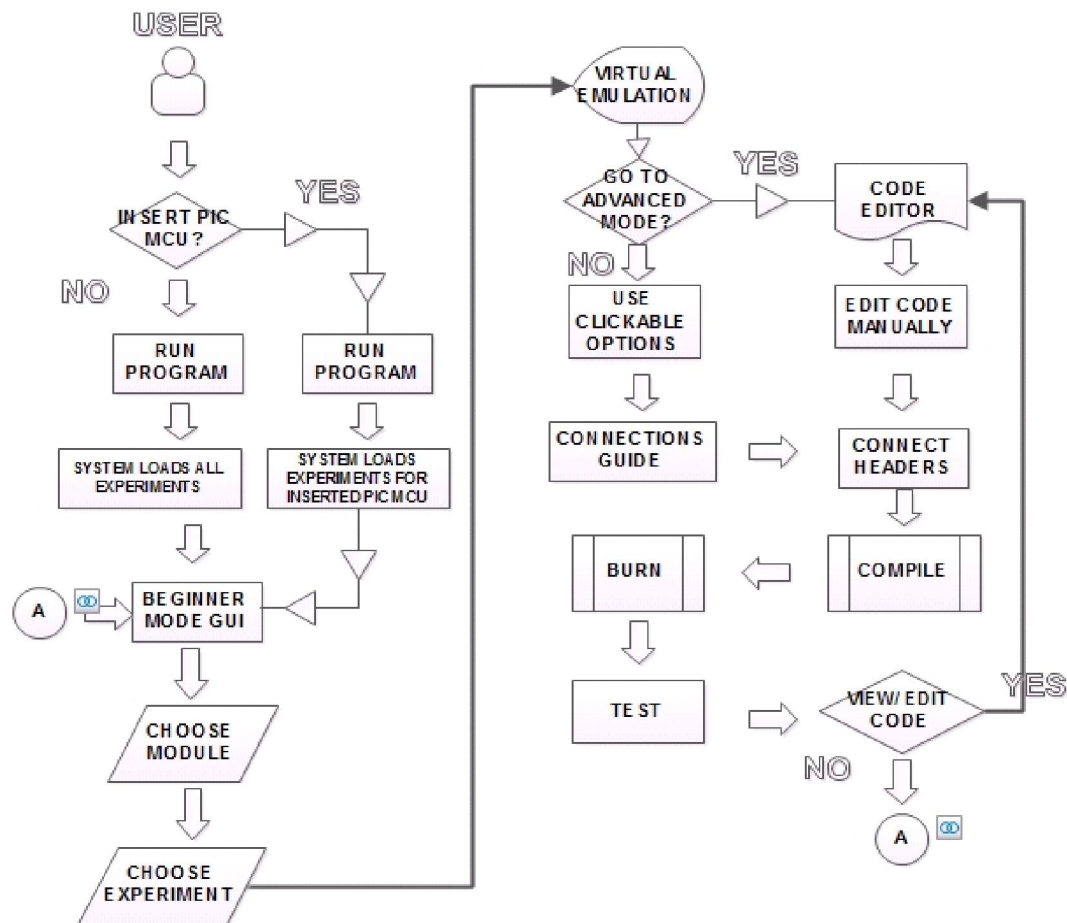 USER
INSERT PIC
MCU?
YES
NO
RUN
PROGRAM
RUN
PROGRAM
SYSTEM LOADS ALL
EXPERIMENTS
SYSTEM LOADS
EXPERIMENTS FOR
INSERTED PIC MCU
A
BEGINNER
MODE GUI
CHOOSE
MODULE
CHOOSE
EXPERIMENT
VIRTUAL
EMULATION
GO TO
ADVANCED
MODE?
YES
NO
CODE
EDITOR
USE
CLICKABLE
OPTIONS
EDIT CODE
MANUALLY
CONNECTIONS
GUIDE
CONNECT
HEADERS
BURN
COMPILE
TEST
VIEW/ EDIT
CODE
YES
NO
A